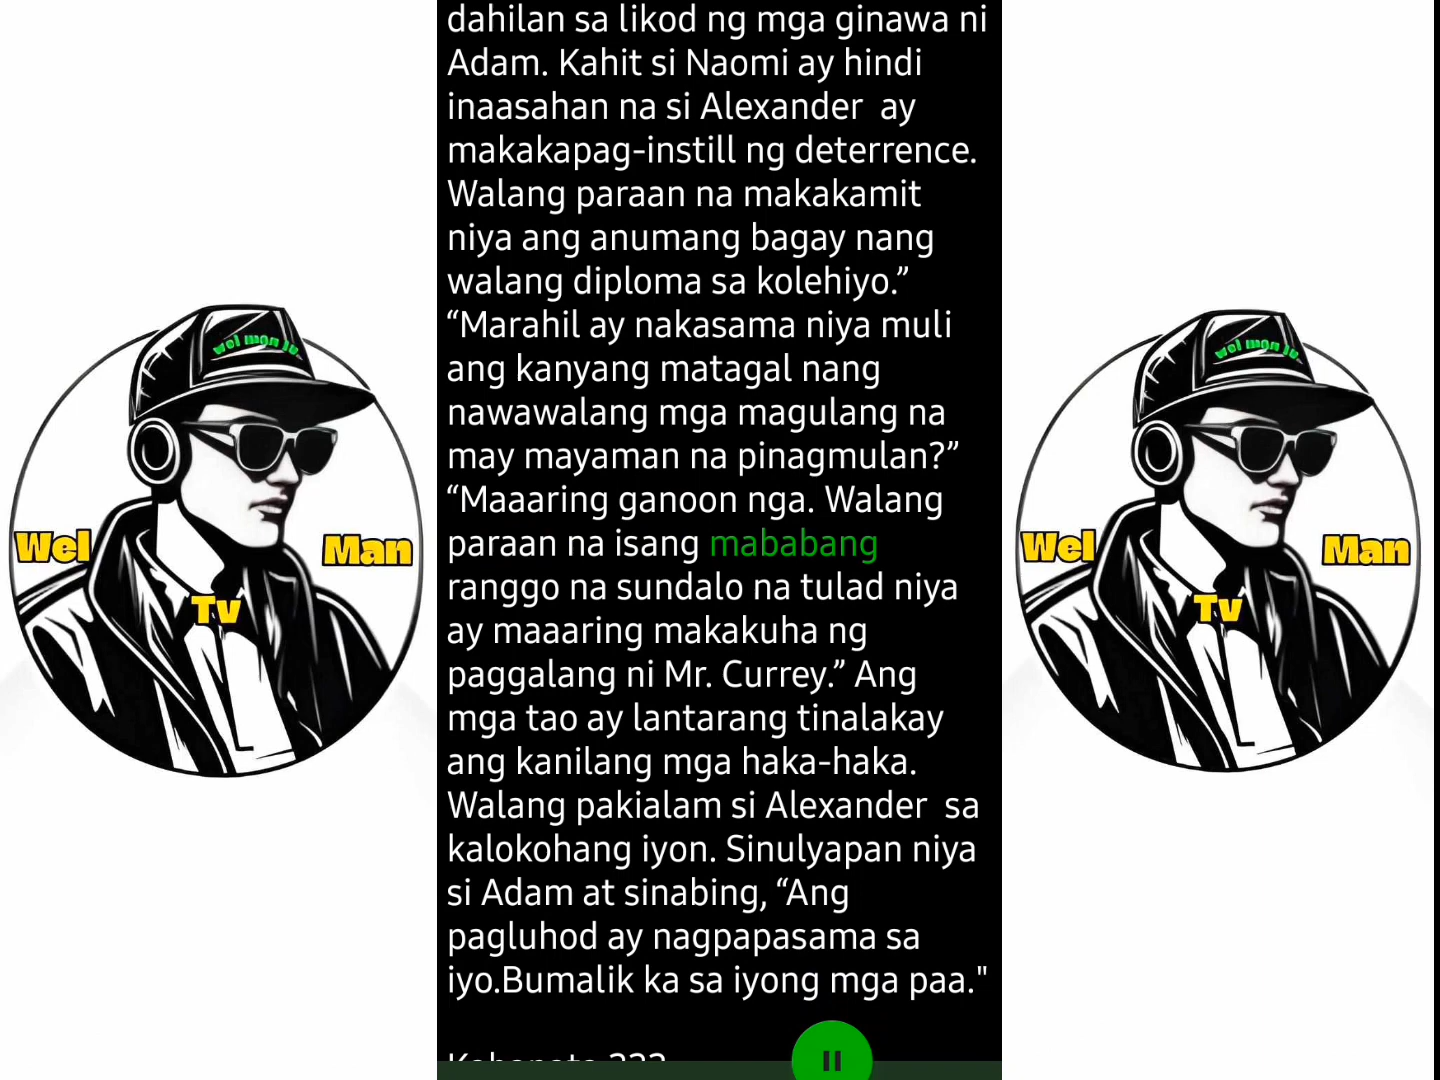 dahilan sa likod ng mga ginawa ni
Adam. Kahit si Naomi ay hindi
inaasahan na si Alexander  ay
makakapag-instill ng deterrence.
Walang paraan na makakamit
niya ang anumang bagay nang
walang diploma sa kolehiyo.”
“Marahil ay nakasama niya muli
ang kanyang matagal nang
nawawalang mga magulang na
may mayaman na pinagmulan?”
“Maaaring ganoon nga. Walang
paraan na isang mababang
ranggo na sundalo na tulad niya
ay maaaring makakuha ng
paggalang ni Mr. Currey.” Ang
mga tao ay lantarang tinalakay
ang kanilang mga haka-haka.
Walang pakialam si Alexander  sa
kalokohang iyon. Sinulyapan niya
si Adam at sinabing, “Ang
pagluhod ay nagpapasama sa
iyo.Bumalik ka sa iyong mga paa."
wel man tv
Wel
Man
Tv
wel man tv
Wel
Man
Tv